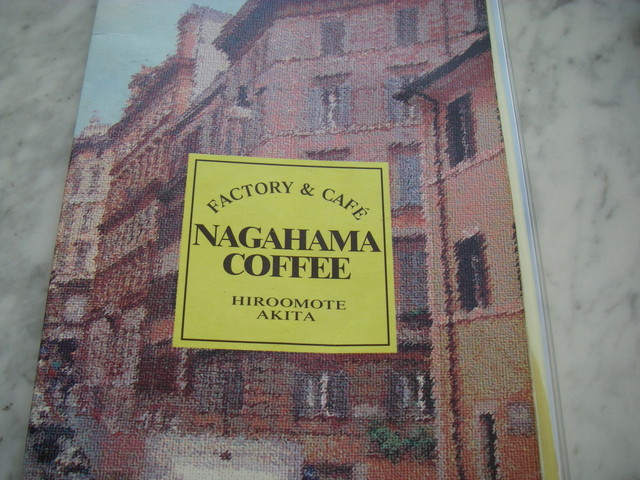 FACTORY & CAFÉ
NAGAHAMA
COFFEE
HIROOMOTE
AKITA